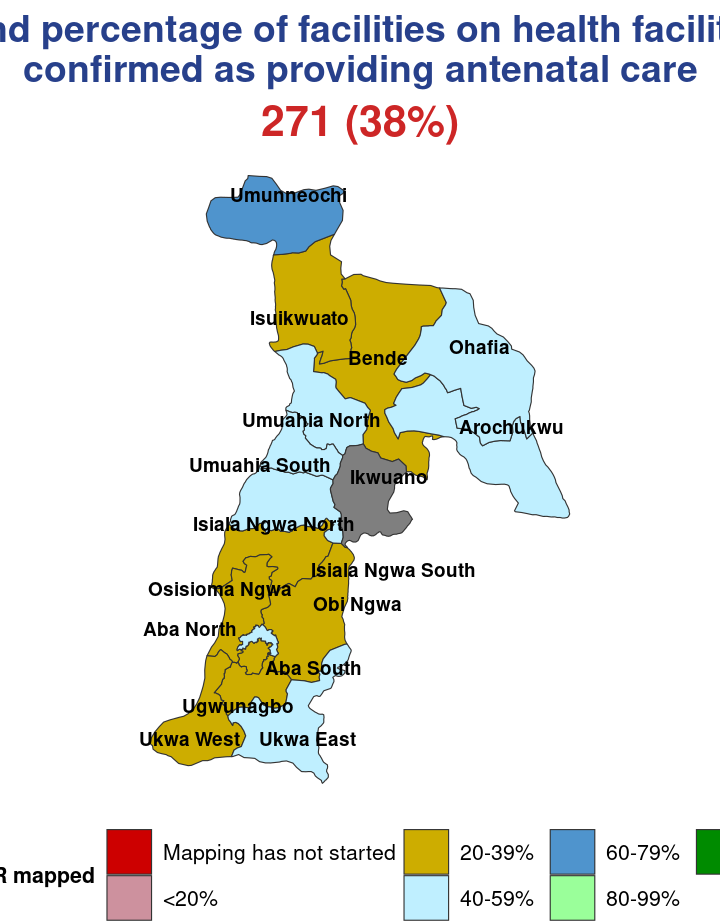 nd percentage of facilities on health facilit
confirmed as providing antenatal care
271 (38%)
Umunneochi
Isuikwuato
Bende
Ohafia
Umuahia North
Arochukwu
Umuahia South
Ikwuano
Isiala Ngwa North
Isiala Ngwa South
Osisioma Ngwa
Obi Ngwa
Aba North
Aba South
Ugwunagbo
Ukwa West
Ukwa East
R mapped
Mapping has not started
20-39%
60-79%
<20%
40-59%
80-99%